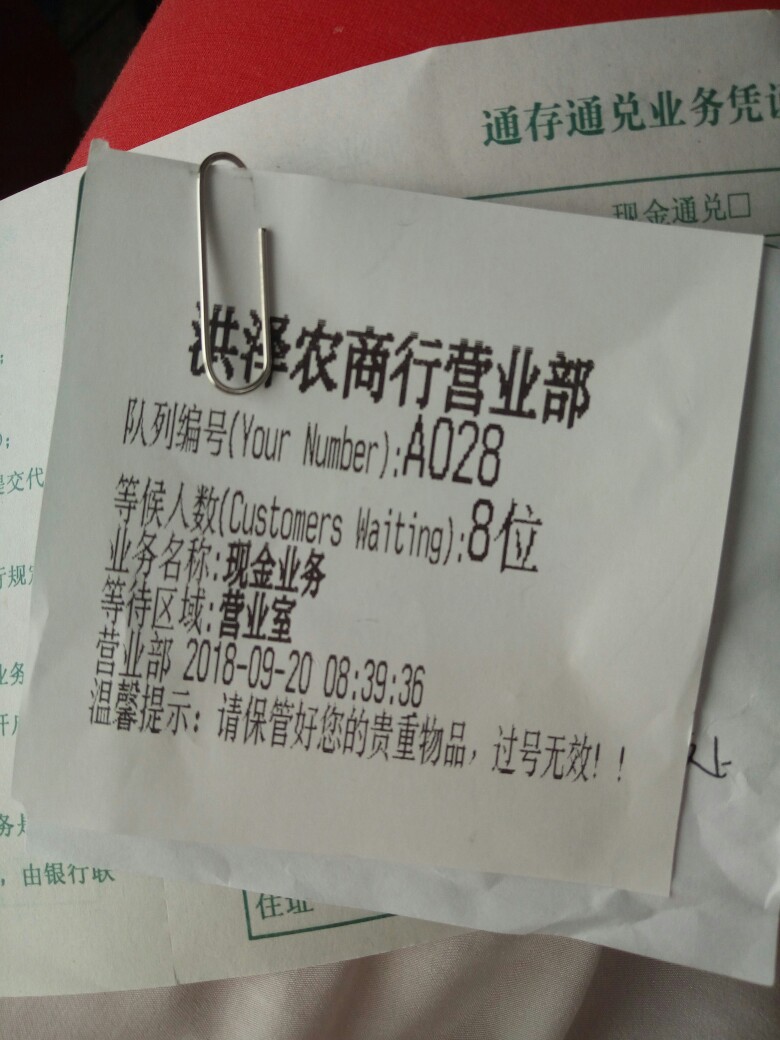 通存通兑业务凭证
现金通兑□
洪泽农商行营业部
队列编号(Your Number):A028
等候人数(Customers Waiting):8位
业务名称:现金业务
等待区域:营业室
营业部 2018-09-20 08:39:36
温馨提示：请保管好您的贵重物品，过号无效！！
交代
行规定
业务
，由银行联
住址